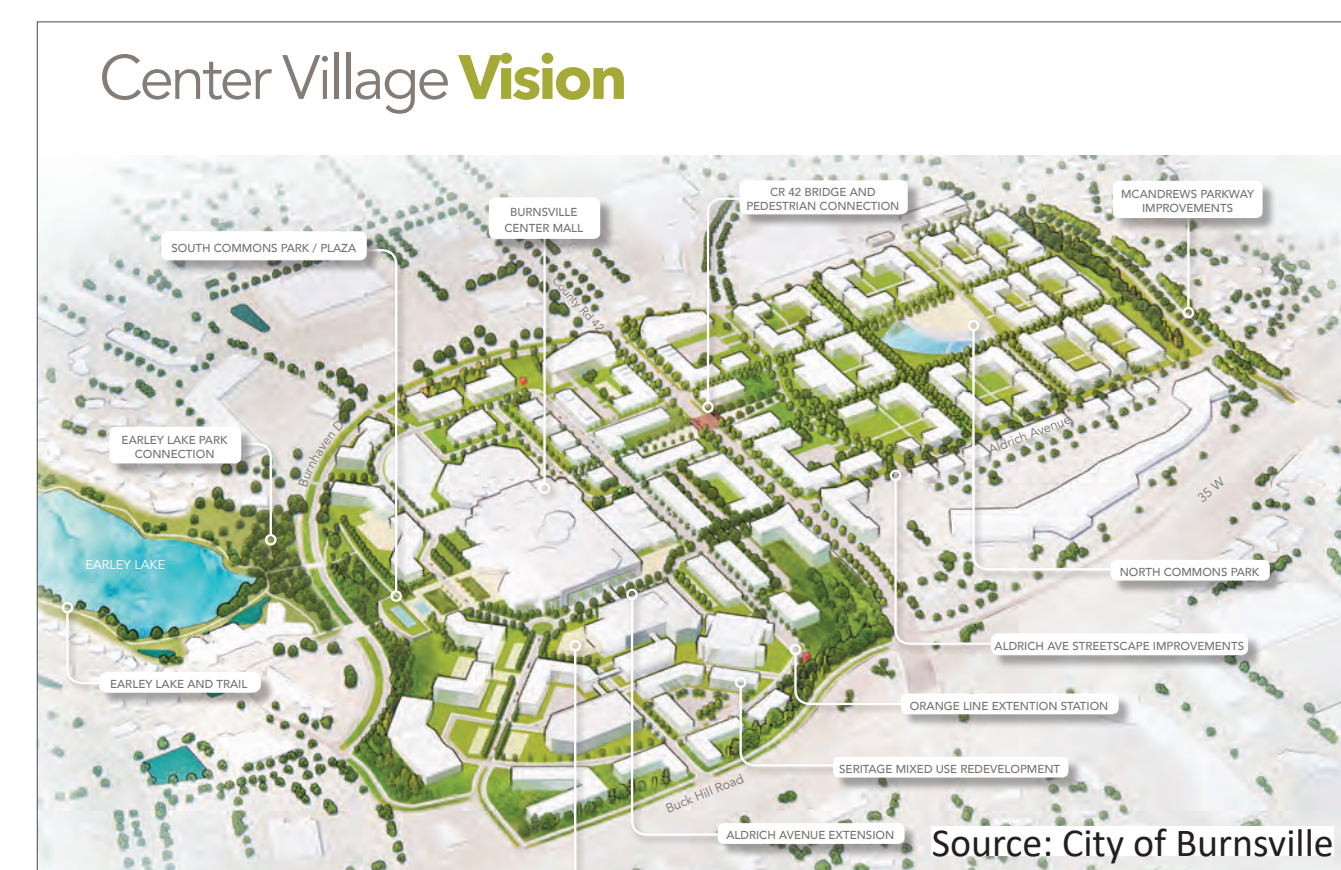 Center Village Vision
CR 42 BRIDGE AND
PEDESTRIAN CONNECTION
MCANDREWS PARKWAY
IMPROVEMENTS
BURNSVILLE
CENTER MALL
SOUTH COMMONS PARK / PLAZA
County Rd 42
EARLEY LAKE PARK
CONNECTION
Burnhaven Dr
Aldrich Avenue
35 W
EARLEY LAKE
NORTH COMMONS PARK
ALDRICH AVE STREETSCAPE IMPROVEMENTS
EARLEY LAKE AND TRAIL
ORANGE LINE EXTENTION STATION
SERITAGE MIXED USE REDEVELOPMENT
Buck Hill Road
ALDRICH AVENUE EXTENSION
Source: City of Burnsville